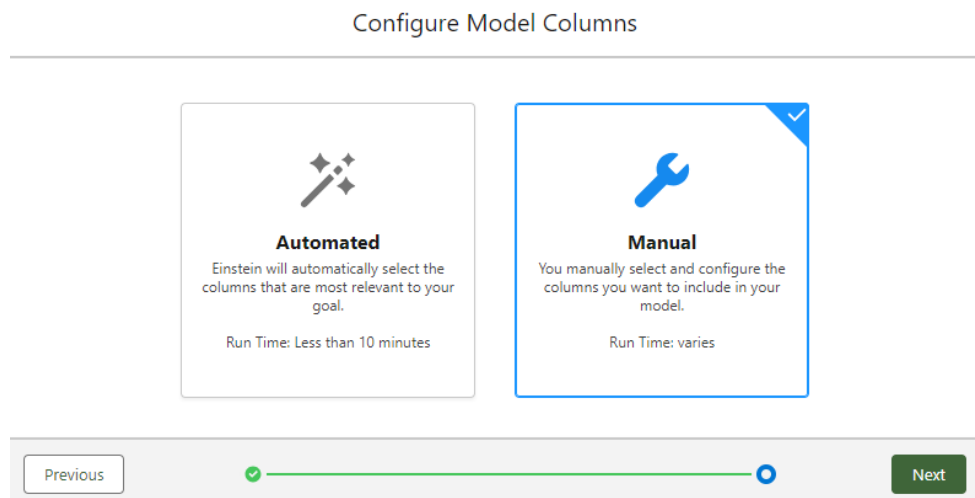 Configure Model Columns
Automated
Einstein will automatically select the
columns that are most relevant to your
goal.
Run Time: Less than 10 minutes
Manual
You manually select and configure the
columns you want to include in your
model.
Run Time: varies
Previous
Next